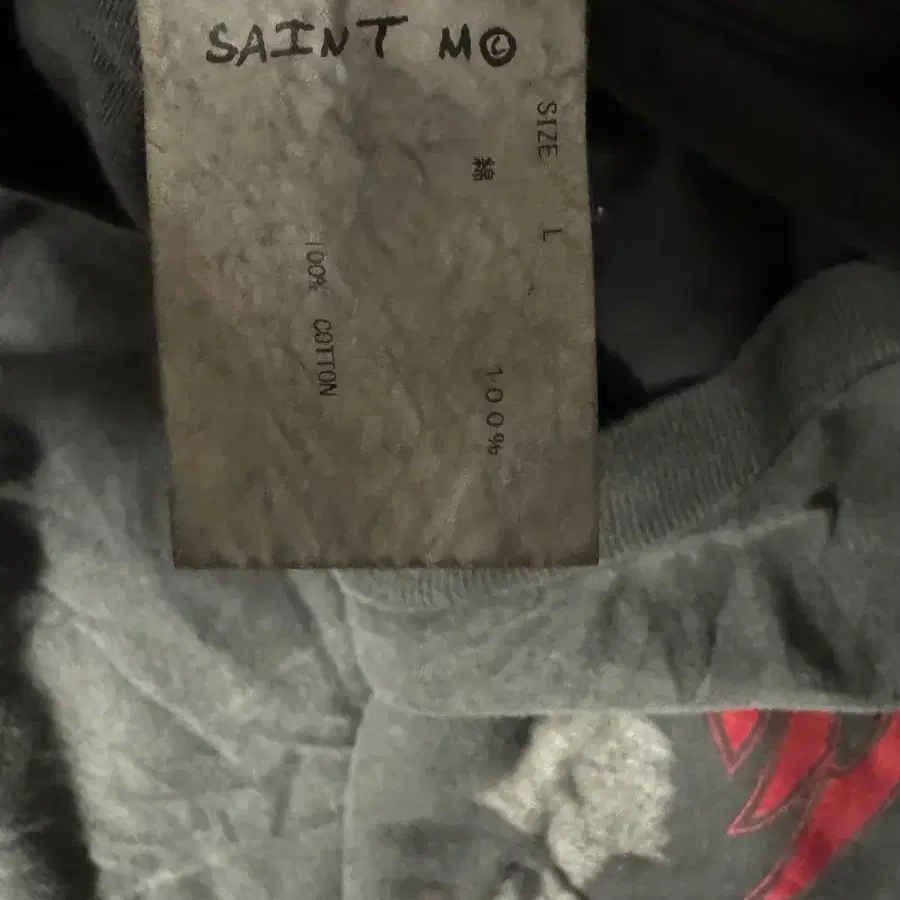 SAINT M©
SIZE L
綿 100%
100% COTTON